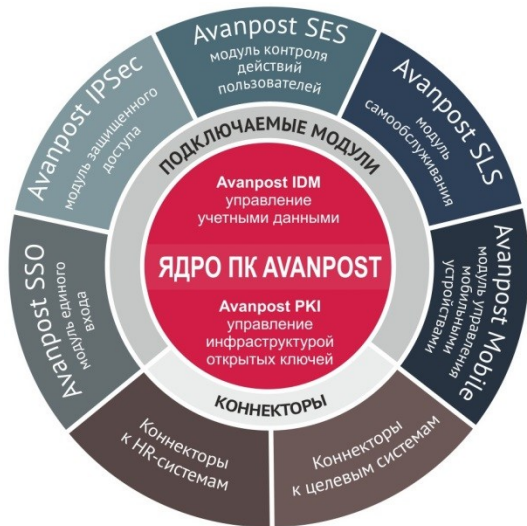 Avanpost SES
модуль контроля
действий
пользователей
Avanpost IPSec
модуль защищенного
доступа
Avanpost SLS
модуль
самообслуживания
ПОДКЛЮЧАЕМЫЕ МОДУЛИ
Avanpost IDM
управление
учетными данными
ЯДРО ПК AVANPOST
Avanpost PKI
управление
инфраструктурой
открытых ключей
Avanpost SSO
модуль единого
входа
Avanpost Mobile
модуль управления
мобильными
устройствами
КОННЕКТОРЫ
Коннекторы
к HR-системам
Коннекторы
к целевым системам